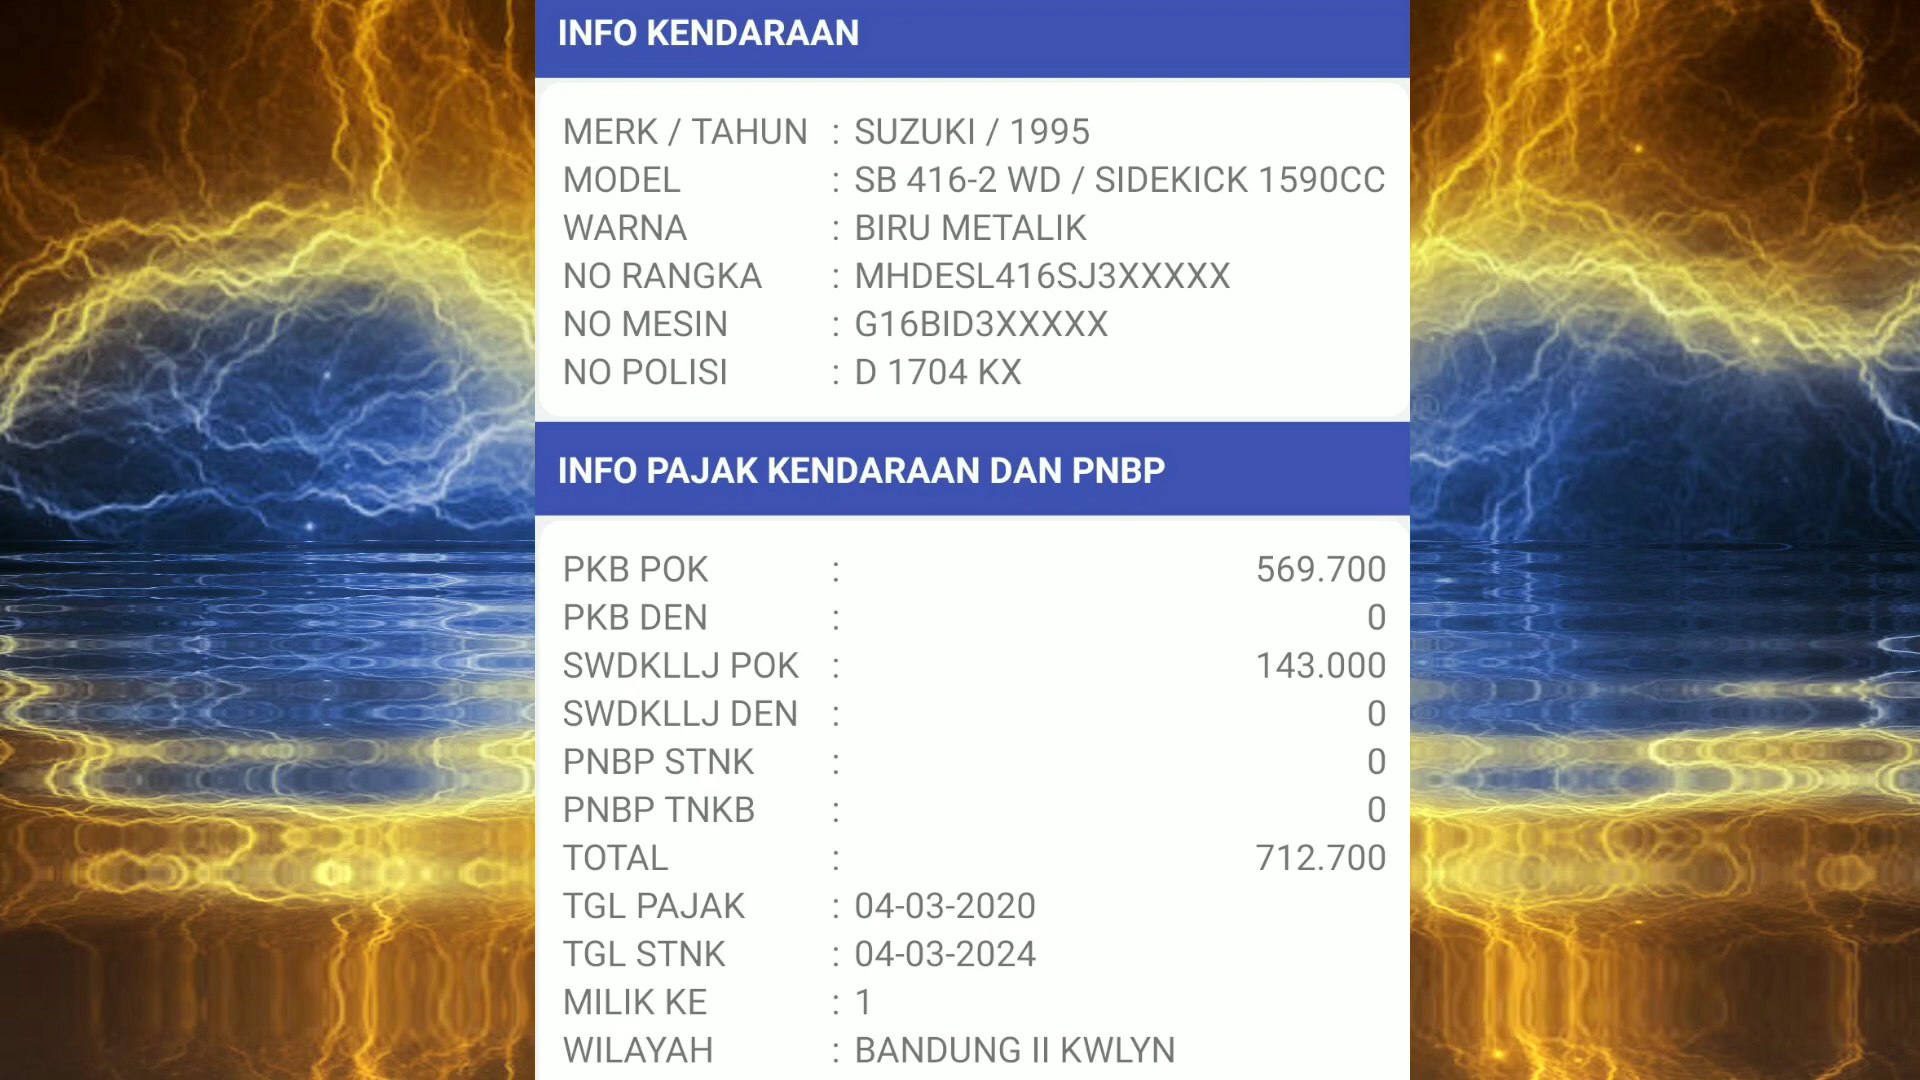 INFO KENDARAAN
MERK / TAHUN : SUZUKI / 1995
MODEL : SB 416-2 WD / SIDEKICK 1590CC
WARNA : BIRU METALIK
NO RANGKA : MHDESL416SJ3XXXXX
NO MESIN : G16BID3XXXXX
NO POLISI : D 1704 KX
INFO PAJAK KENDARAAN DAN PNBP
PKB POK : 569.700
PKB DEN : 0
SWDKLLJ POK : 143.000
SWDKLLJ DEN : 0
PNBP STNK : 0
PNBP TNKB : 0
TOTAL : 712.700
TGL PAJAK : 04-03-2020
TGL STNK : 04-03-2024
MILIK KE : 1
WILAYAH : BANDUNG II KWLYN